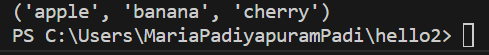 ('apple', 'banana', 'cherry')
PS C:\Users\MariaPadiyapuramPadi\hello2>